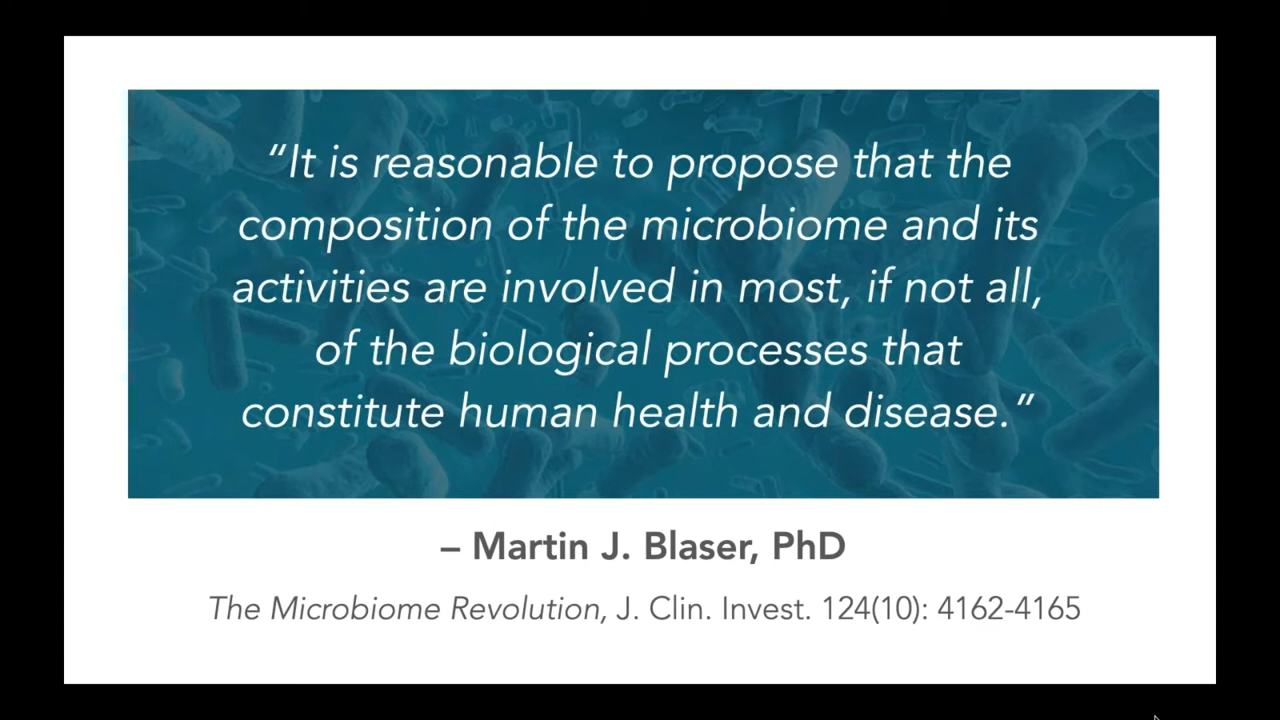 “It is reasonable to propose that the
composition of the microbiome and its
activities are involved in most, if not all,
of the biological processes that
constitute human health and disease.”
– Martin J. Blaser, PhD
The Microbiome Revolution, J. Clin. Invest. 124(10): 4162-4165